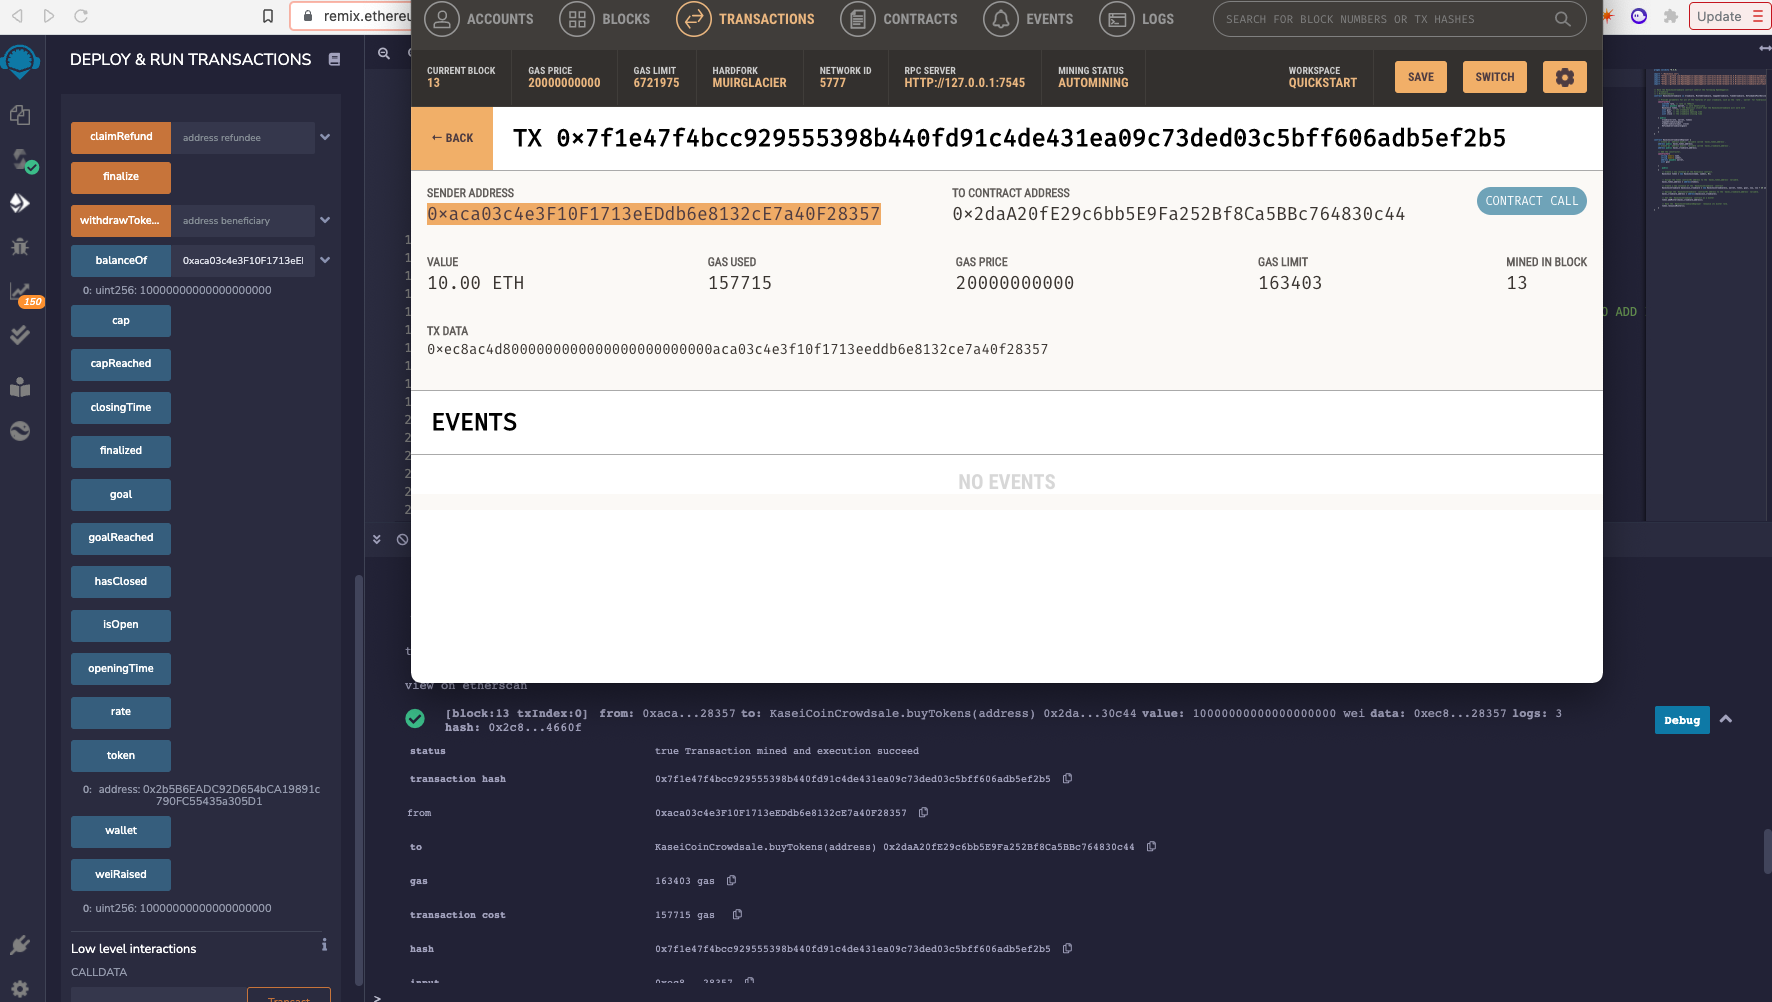 remix.ethereu
Update
DEPLOY & RUN TRANSACTIONS
claimRefund address refundee
finalize
withdrawToke... address beneficiary
balanceOf 0xaca03c4e3F10F1713eEI
0: uint256: 10000000000000000000
cap
capReached
closingTime
finalized
goal
goalReached
hasClosed
isOpen
openingTime
rate
token
0: address: 0x2b5B6EADC92D654bCA19891c
790FC55435a305D1
wallet
weiRaised
0: uint256: 10000000000000000000
Low level interactions
CALLDATA
Transact
150
ACCOUNTS BLOCKS TRANSACTIONS CONTRACTS EVENTS LOGS SEARCH FOR BLOCK NUMBERS OR TX HASHES
CURRENT BLOCK GAS PRICE GAS LIMIT HARDFORK NETWORK ID RPC SERVER MINING STATUS WORKSPACE
13 20000000000 6721975 MUIRGLACIER 5777 HTTP://127.0.0.1:7545 AUTOMINING QUICKSTART SAVE SWITCH
← BACK TX 0×7f1e47f4bcc929555398b440fd91c4de431ea09c73ded03c5bff606adb5ef2b5
SENDER ADDRESS TO CONTRACT ADDRESS
0×aca03c4e3F10F1713eEDdb6e8132cE7a40F28357 0×2daA20fE29c6bb5E9Fa252Bf8Ca5BBc764830c44 CONTRACT CALL
VALUE GAS USED GAS PRICE GAS LIMIT MINED IN BLOCK
10.00 ETH 157715 20000000000 163403 13
TX DATA
0×ec8ac4d8000000000000000000000000aca03c4e3f10f1713eeddb6e8132ce7a40f28357
EVENTS
NO EVENTS
ADD
view on etherscan
[block:13 txIndex:0] from: 0xaca...28357 to: KaseiCoinCrowdsale.buyTokens(address) 0x2da...30c44 value: 10000000000000000000 wei data: 0xec8...28357 logs: 3
hash: 0x2c8...4660f
Debug
status true Transaction mined and execution succeed
transaction hash 0x7f1e47f4bcc929555398b440fd91c4de431ea09c73ded03c5bff606adb5ef2b5
from 0xaca03c4e3F10F1713eEDdb6e8132cE7a40F28357
to KaseiCoinCrowdsale.buyTokens(address) 0x2daA20fE29c6bb5E9Fa252Bf8Ca5BBc764830c44
gas 163403 gas
transaction cost 157715 gas
hash 0x7f1e47f4bcc929555398b440fd91c4de431ea09c73ded03c5bff606adb5ef2b5
input 0xec8...28357
>